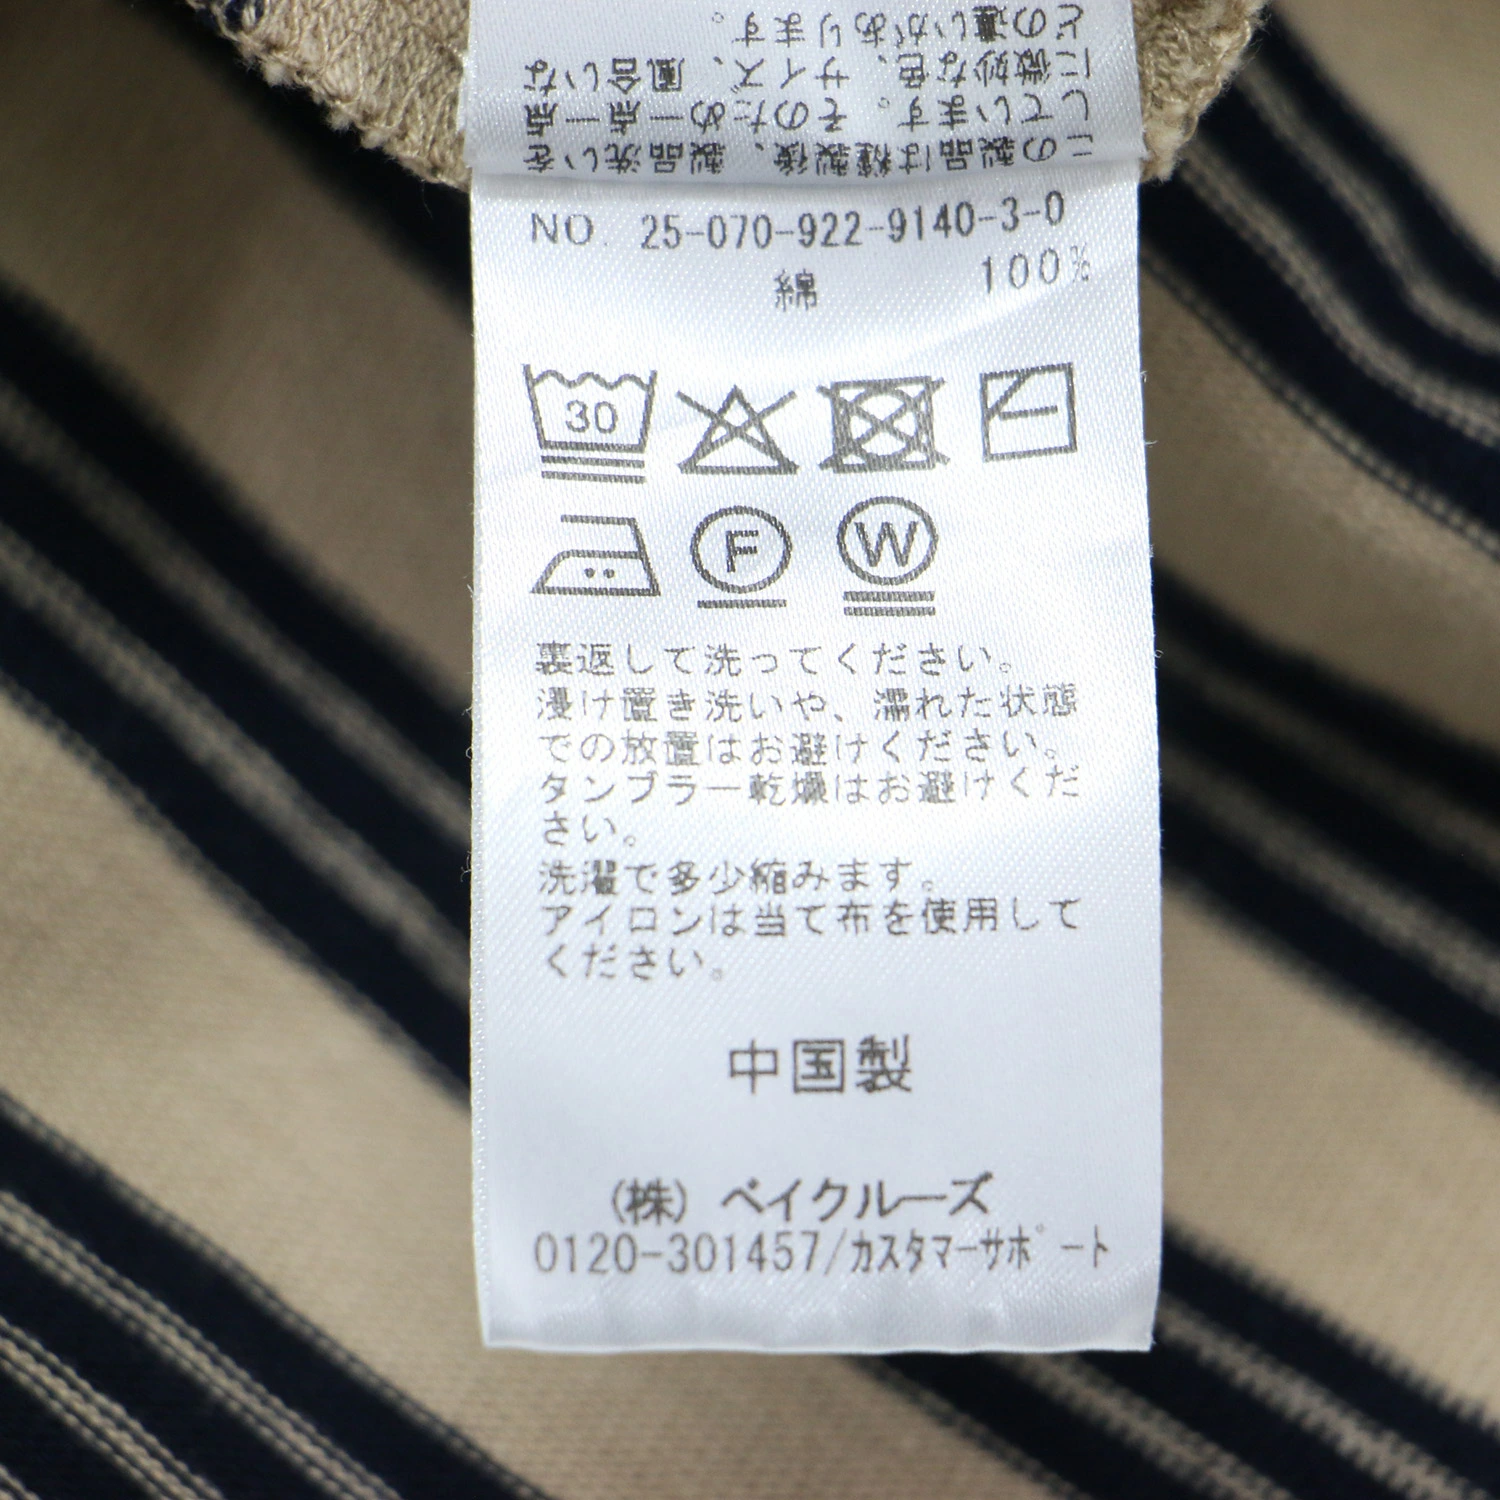 この製品は縫製後、製品洗いを
しています。そのため一点一点
に微妙な色、サイズ、風合いな
どの違いがあります。
NO. 25-070-922-9140-3-0
綿 100%
30
F W
裏返して洗ってください。
浸け置き洗いや、濡れた状態
での放置はお避けください。
タンブラー乾燥はお避けくだ
さい。
洗濯で多少縮みます。
アイロンは当て布を使用して
ください。
中国製
(株) ベイクルーズ
0120-301457/カスタマーサポート